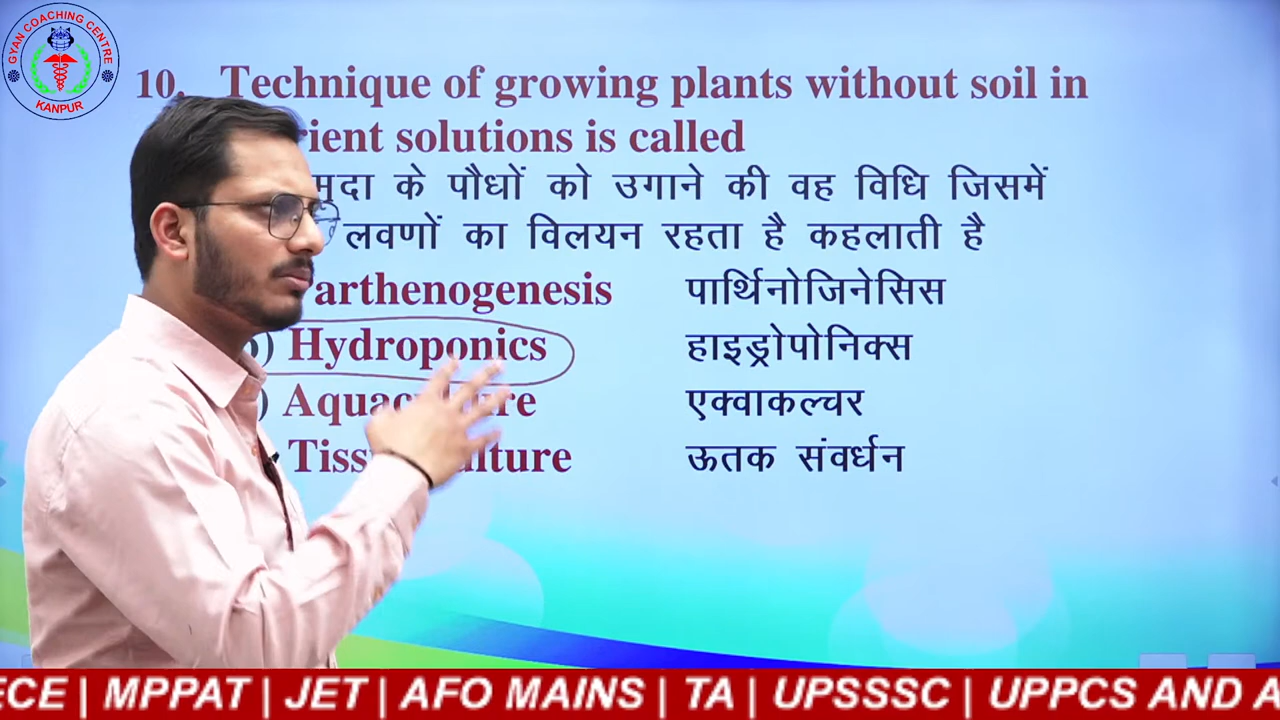 GYAN COACHING CENTRE
KANPUR
10. Technique of growing plants without soil in
rient solutions is called
मृदा के पौधों को उगाने की वह विधि जिसमें
लवणों का विलयन रहता है कहलाती है
arthenogenesis पार्थिनोजिनेसिस
b) Hydroponics हाइड्रोपोनिक्स
) Aquac re एक्वाकल्चर
Tiss ulture ऊतक संवर्धन
ECE | MPPAT | JET | AFO MAINS | TA | UPSSSC | UPPCS AND A